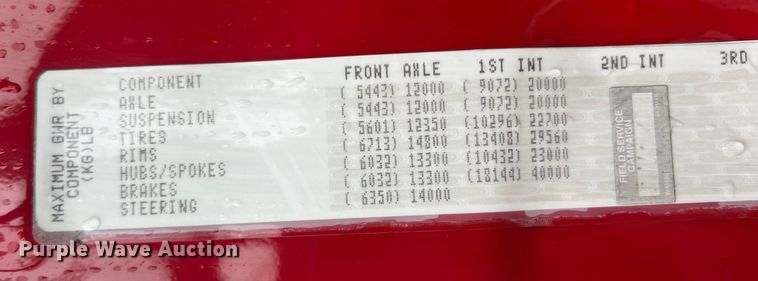 MAXIMUM GWR BY
COMPONENT
(KG)LB
COMPONENT FRONT AXLE 1ST INT 2ND INT 3RD
AXLE ( 5443) 12000 ( 9072) 20000
SUSPENSION ( 5443) 12000 ( 9072) 20000
TIRES ( 5601) 12350 (10296) 22700
RIMS ( 6713) 14800 (13408) 29560
HUBS/SPOKES ( 6032) 13300 (10432) 23000
BRAKES ( 6032) 13300 (18144) 40000
STEERING ( 6350) 14000
FIELD SERVICE
CAMPAIGN
Purple Wave Auction